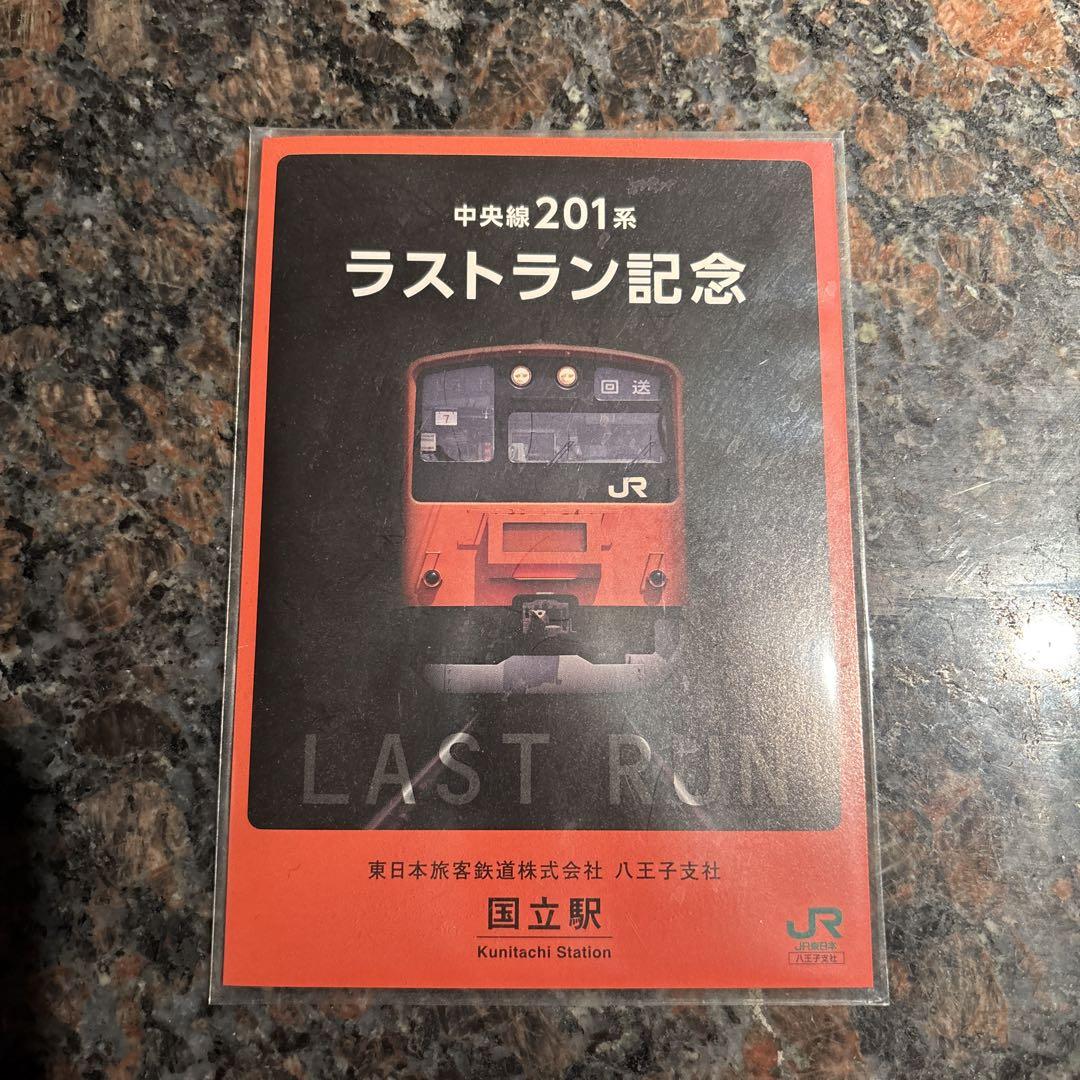 中央線201系
ラストラン記念
回送
7
JR
LAST RUN
東日本旅客鉄道株式会社 八王子支社
国立駅
Kunitachi Station
JR
JR東日本
八王子支社